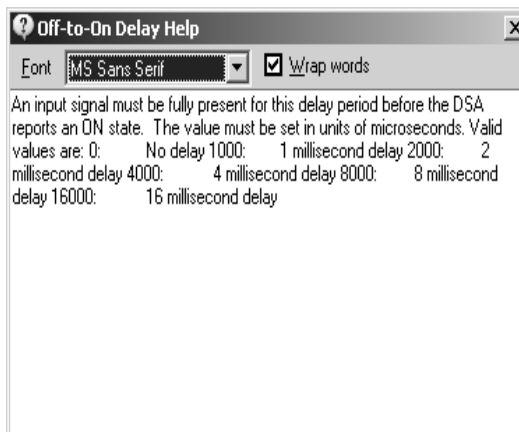 Off-to-On Delay Help
Font MS Sans Serif Wrap words
An input signal must be fully present for this delay period before the DSA
reports an ON state. The value must be set in units of microseconds. Valid
values are: 0: No delay 1000: 1 millisecond delay 2000: 2
millisecond delay 4000: 4 millisecond delay 8000: 8 millisecond
delay 16000: 16 millisecond delay